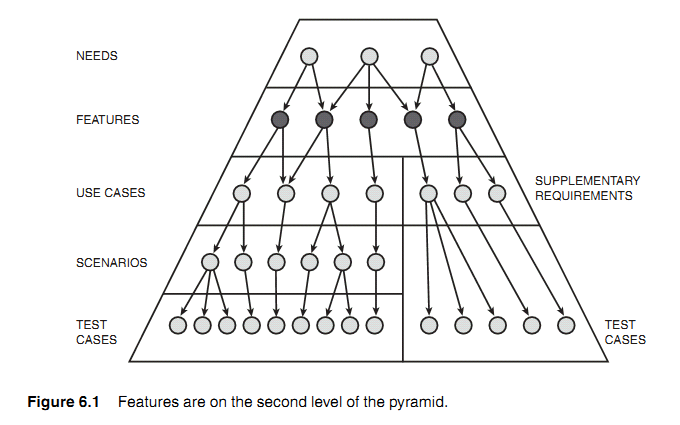 NEEDS
FEATURES
USE CASES
SUPPLEMENTARY
REQUIREMENTS
SCENARIOS
TEST
CASES
TEST
CASES
Figure 6.1 Features are on the second level of the pyramid.